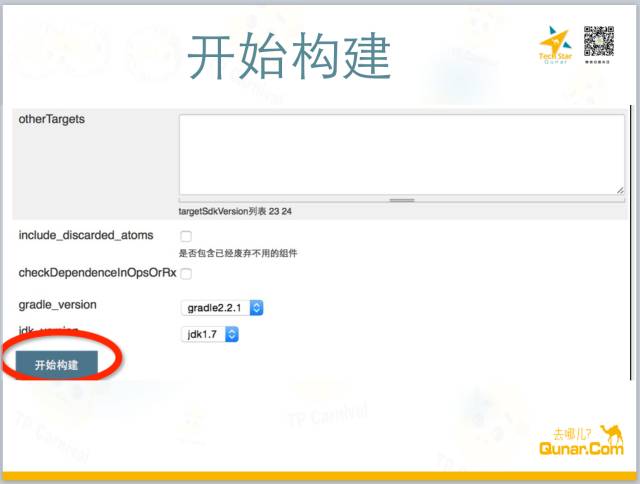 开始构建
Tech Star
Qunar
otherTargets
targetSdkVersion列表 23 24
include_discarded_atoms
是否包含已经废弃不用的组件
checkDependenceInOpsOrRx
gradle_version
gradle2.2.1
jdk_version
jdk1.7
开始构建
TP Carnival
TP Carnival
去哪儿?
Qunar.Com